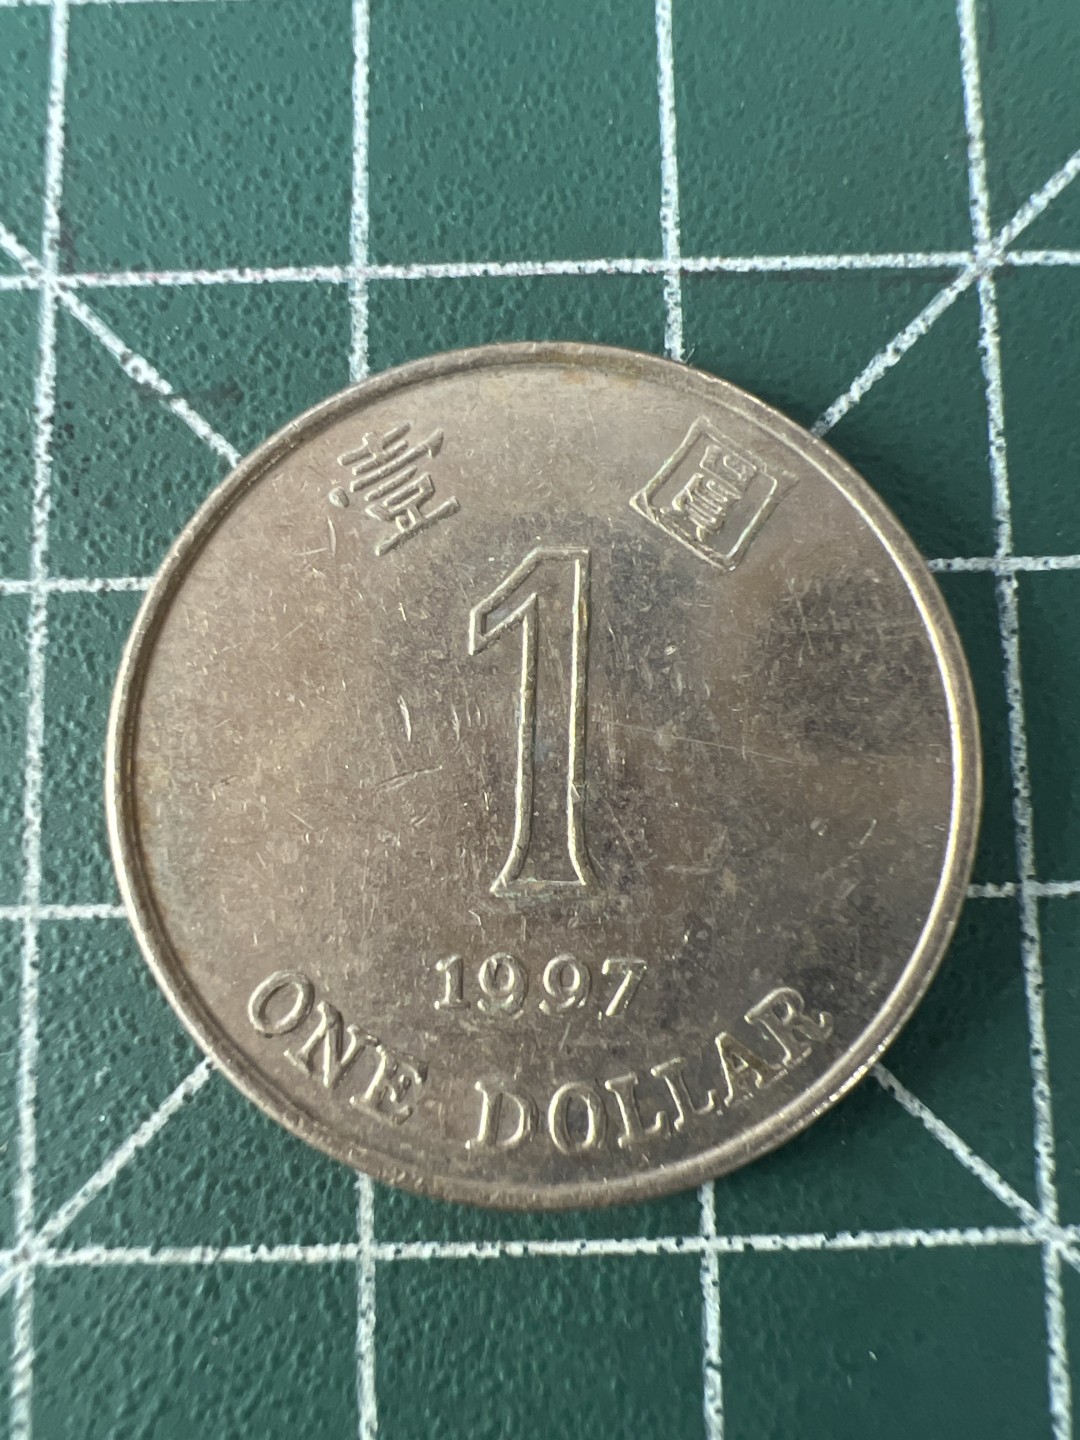 壹 圓
1
1997
ONE DOLLAR